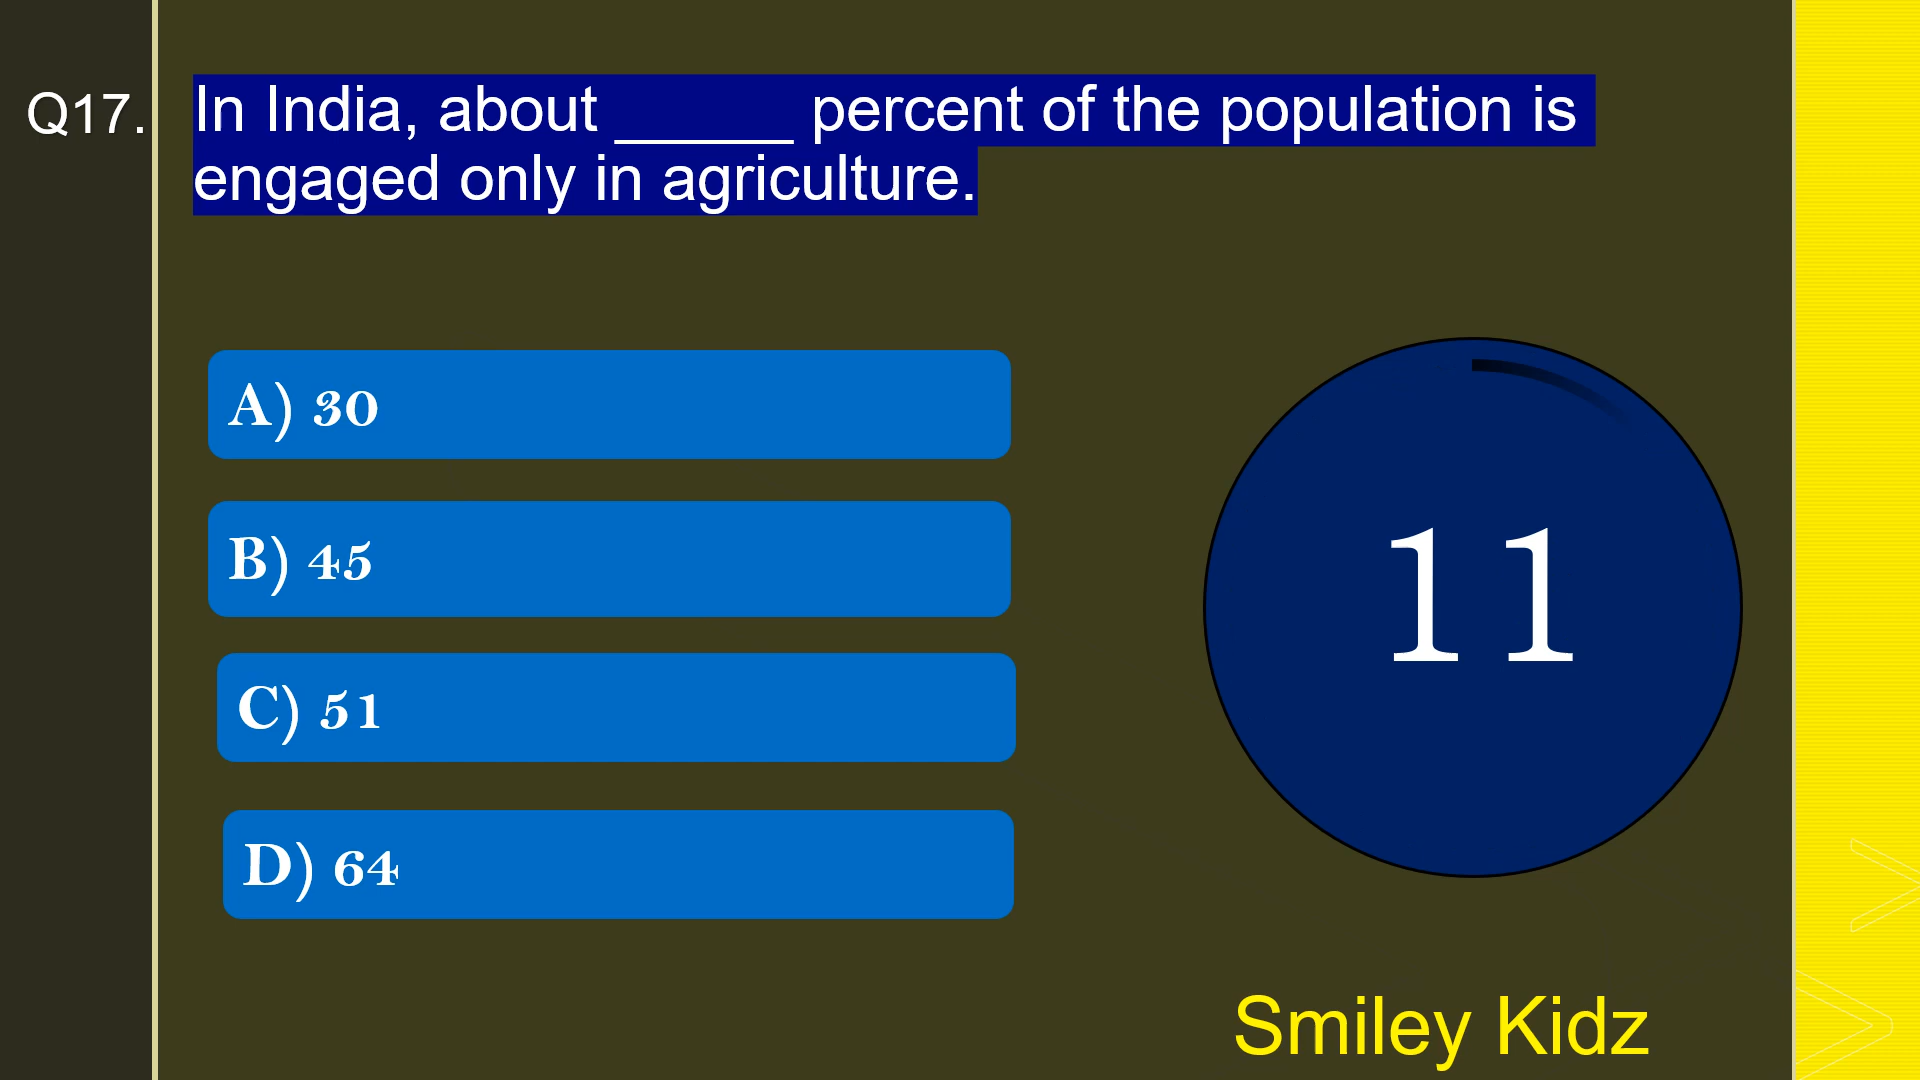 Q17.
In India, about _____ percent of the population is
engaged only in agriculture.
A) 30
B) 45
C) 51
D) 64
11
Smiley Kidz